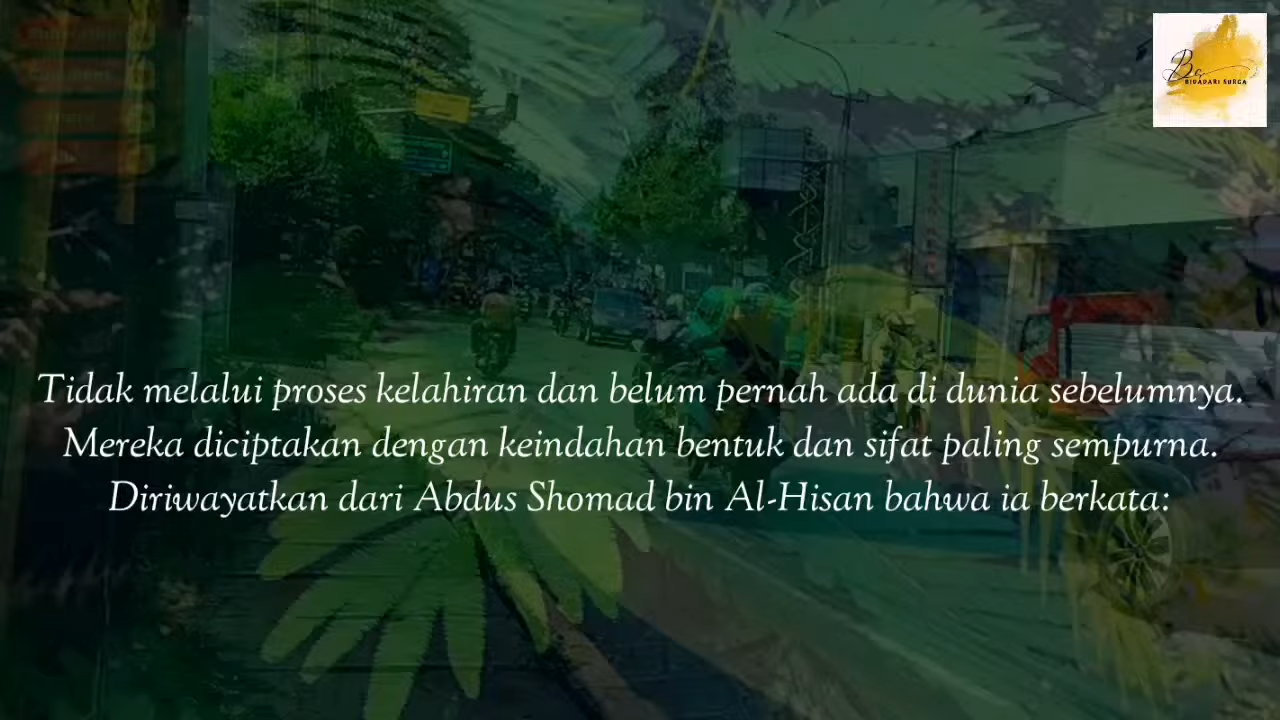 BIDADARI SURGA
Tidak melalui proses kelahiran dan belum pernah ada di dunia sebelumnya.
Mereka diciptakan dengan keindahan bentuk dan sifat paling sempurna.
Diriwayatkan dari Abdus Shomad bin Al-Hisan bahwa ia berkata: